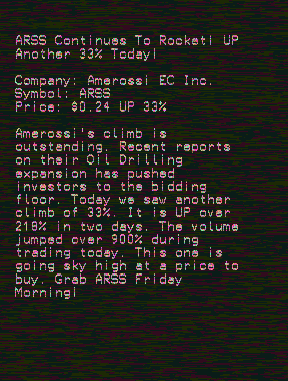 ARSS Continues To Rocket! UP
Another 33% Today!
Company: Amerossi EC Inc.
Symbol: ARSS
Price: $0.24 UP 33%
Amerossi's climb is
outstanding. Recent reports
on their Oil Drilling
expansion has pushed
investors to the bidding
floor. Today we saw another
climb of 33%. It is UP over
218% in two days. The volume
jumped over 900% during
trading today. This one is
going sky high at a price to
buy. Grab ARSS Friday
Morning!